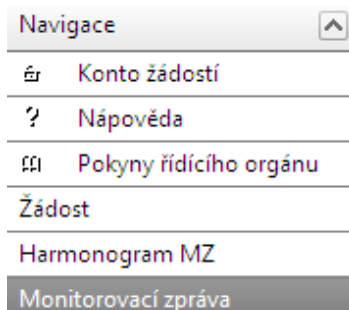 Navigace
Konto žádostí
Nápověda
Pokyny řídícího orgánu
Žádost
Harmonogram MZ
Monitorovací zpráva